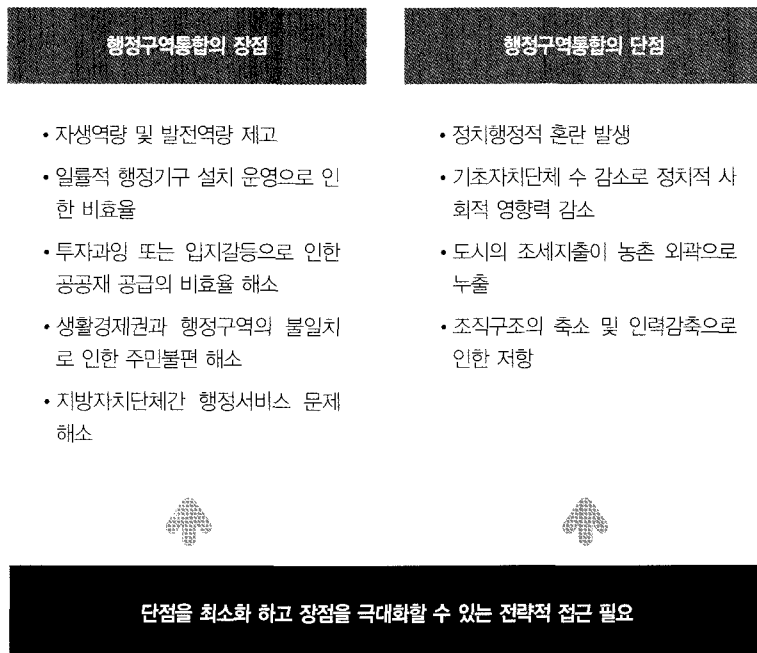 행정구역통합의 장점
• 자생역량 및 발전역량 제고
• 일률적 행정기구 설치 운영으로 인
한 비효율
• 투자과잉 또는 입지갈등으로 인한
공공재 공급의 비효율 해소
• 생활경제권과 행정구역의 불일치
로 인한 주민불편 해소
• 지방자치단체간 행정서비스 문제
해소
행정구역통합의 단점
• 정치행정적 혼란 발생
• 기초자치단체 수 감소로 정치적 사
회적 영향력 감소
• 도시의 조세지출이 농촌 외곽으로
누출
• 조직구조의 축소 및 인력감축으로
인한 저항
단점을 최소화 하고 장점을 극대화할 수 있는 전략적 접근 필요